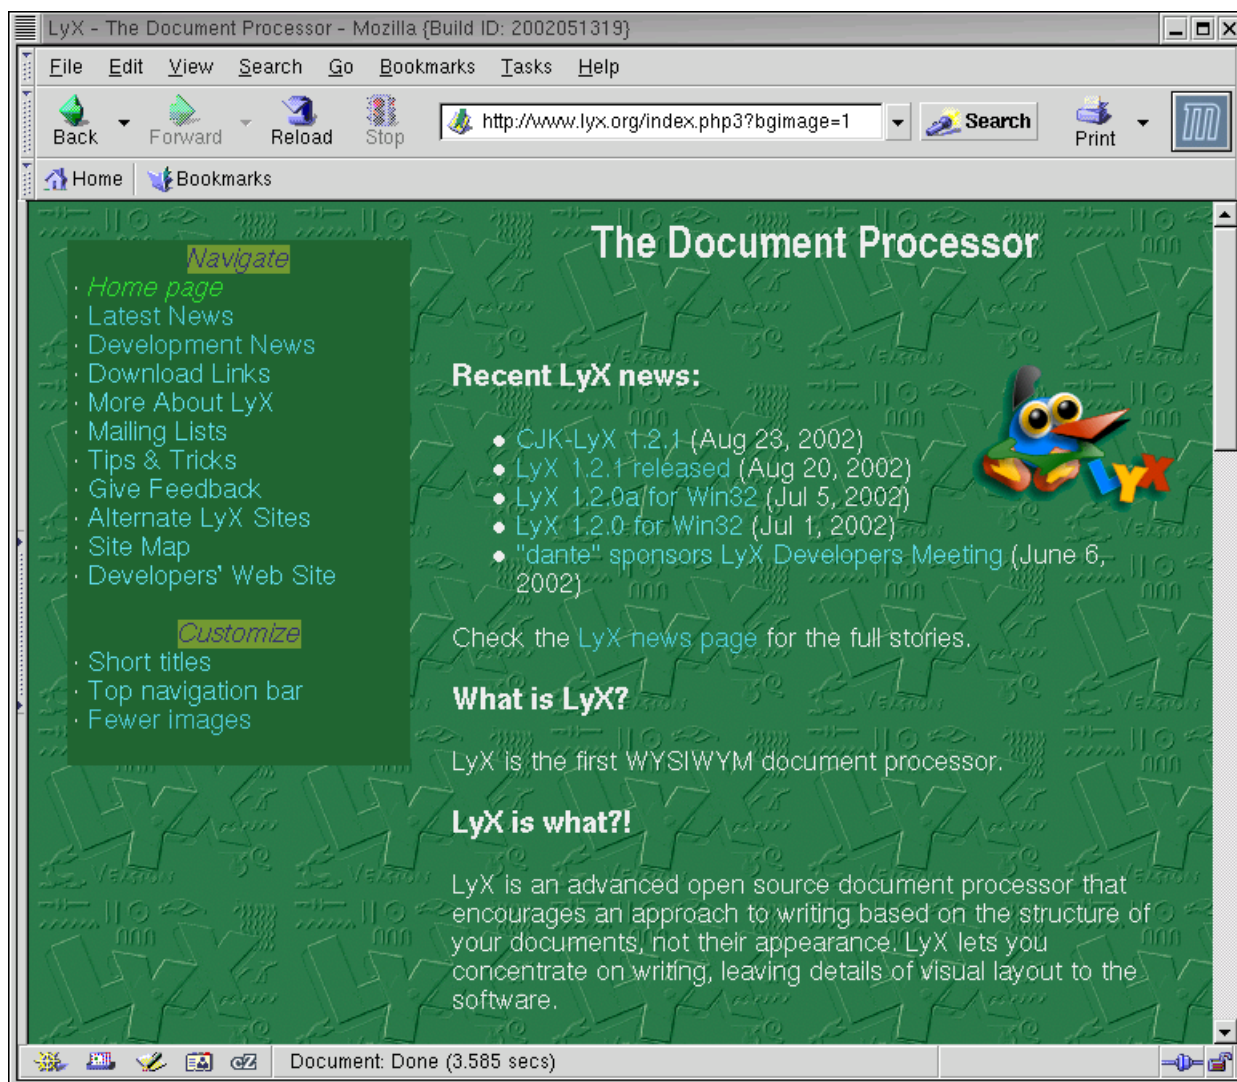 LyX - The Document Processor - Mozilla {Build ID: 2002051319}
File Edit View Search Go Bookmarks Tasks Help
Back Forward Reload Stop http://www.lyx.org/index.php3?bgimage=1 Search Print
Home Bookmarks
The Document Processor
Navigate
· Home page
· Latest News
· Development News
· Download Links
· More About LyX
· Mailing Lists
· Tips & Tricks
· Give Feedback
· Alternate LyX Sites
· Site Map
· Developers' Web Site
Customize
· Short titles
· Top navigation bar
· Fewer images
Recent LyX news:
• CJK-LyX 1.2.1 (Aug 23, 2002)
• LyX 1.2.1 released (Aug 20, 2002)
• LyX 1.2.0a for Win32 (Jul 5, 2002)
• LyX 1.2.0 for Win32 (Jul 1, 2002)
• "dante" sponsors LyX Developers Meeting (June 6,
2002)
LyX
Check the LyX news page for the full stories.
What is LyX?
LyX is the first WYSIWYM document processor.
LyX is what?!
LyX is an advanced open source document processor that
encourages an approach to writing based on the structure of
your documents, not their appearance. LyX lets you
concentrate on writing, leaving details of visual layout to the
software.
Document: Done (3.585 secs)